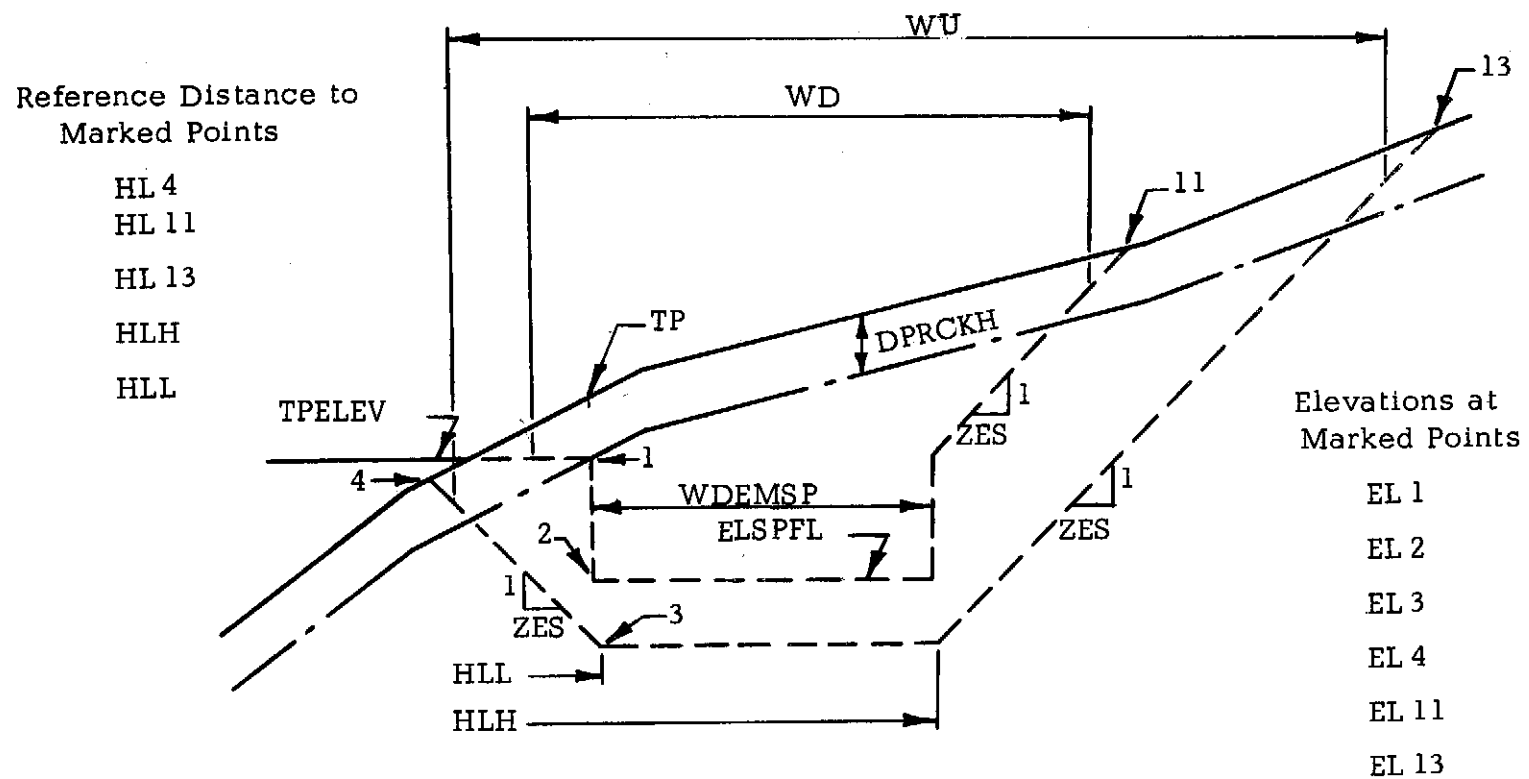 WU
13
Reference Distance to
Marked Points
WD
HL 4
HL 11
HL 13
HLH
HLL
11
TP
DPRCKH
TPELEV
1
ZES
Elevations at
Marked Points
4
1
WDEMSP
ELSPFL
2
1
ZES
EL 1
EL 2
EL 3
EL 4
EL 11
EL 13
1
ZES
3
HLL
HLH